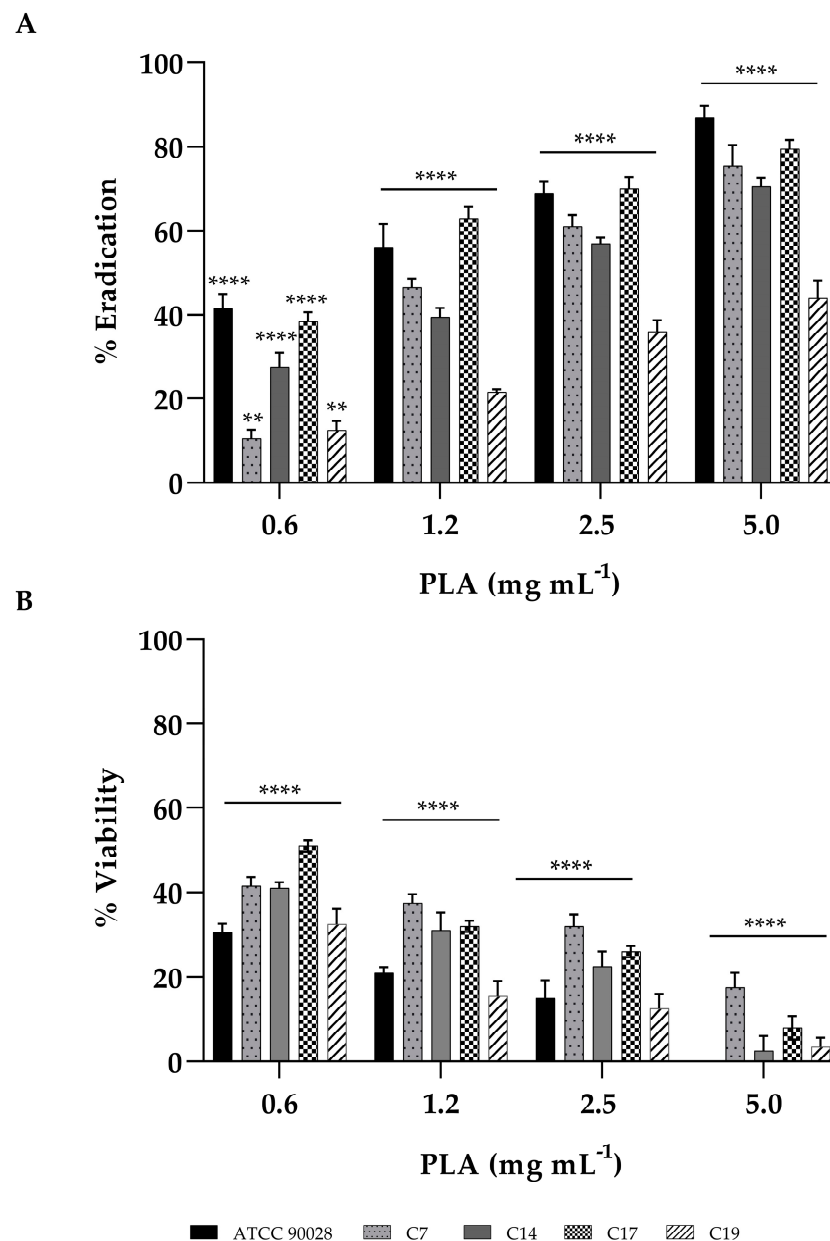 A
100
****
80
****
****
60
% Eradication
****
****
40
****
**
**
20
0
0.6 1.2 2.5 5.0
PLA (mg mL-1)
B
100
80
% Viability
****
60
****
****
40
****
20
0
0.6 1.2 2.5 5.0
PLA (mg mL-1)
ATCC 90028 C7 C14 C17 C19